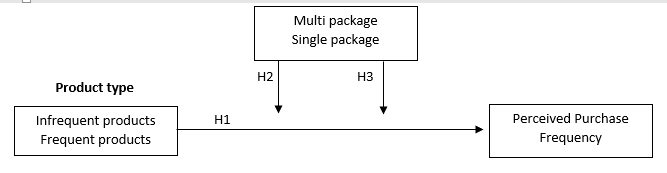 Multi package
Single package
H2
H3
Product type
Infrequent products
Frequent products
H1
Perceived Purchase
Frequency